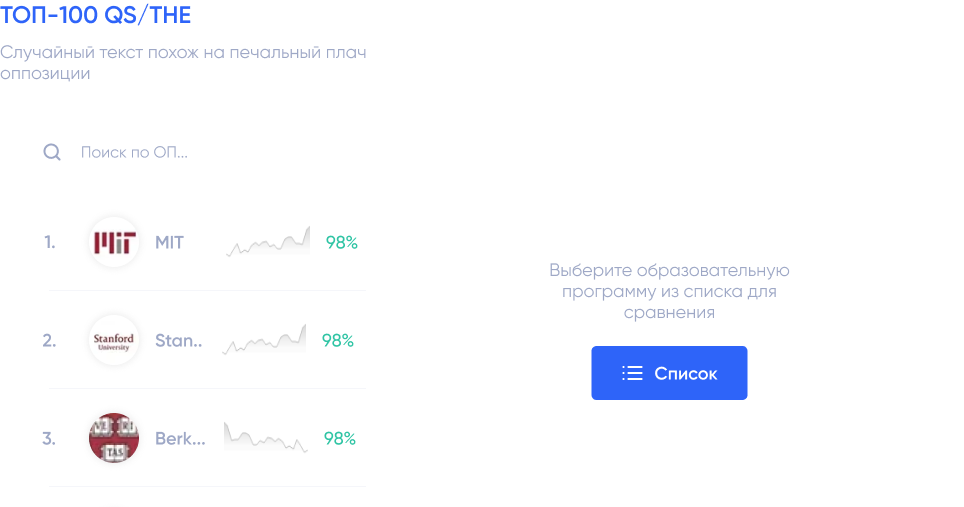 ТОП-100 QS/THE
Случайный текст похож на печальный плач
оппозиции
Поиск по ОП...
1. MIT MIT 98%
2. Stanford University Stan.. 98%
3. VE RI TAS Berk... 98%
Выберите образовательную
программу из списка для
сравнения
Список